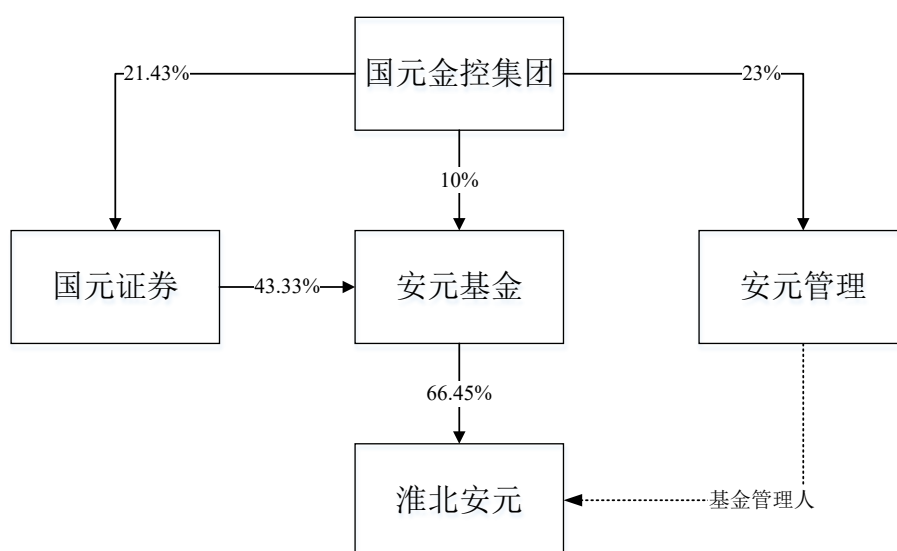 国元金控集团
21.43%
23%
10%
国元证券
43.33%
安元基金
安元管理
66.45%
淮北安元
基金管理人